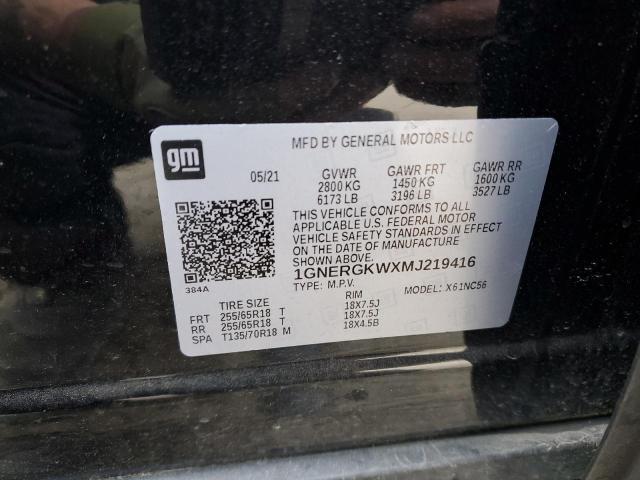 gm
MFD BY GENERAL MOTORS LLC
05/21 GVWR GAWR FRT GAWR RR
2800 KG 1450 KG 1600 KG
6173 LB 3196 LB 3527 LB
THIS VEHICLE CONFORMS TO ALL
APPLICABLE U.S. FEDERAL MOTOR
VEHICLE SAFETY STANDARDS IN EFFECT
ON THE DATE OF MANUFACTURE
SHOWN ABOVE.
1GNERGKWXMJ219416
384A
TYPE: M.P.V. MODEL: X61NC56
TIRE SIZE RIM
FRT 255/65R18 T 18X7.5J
RR 255/65R18 T 18X7.5J
SPA T135/70R18 M 18X4.5B